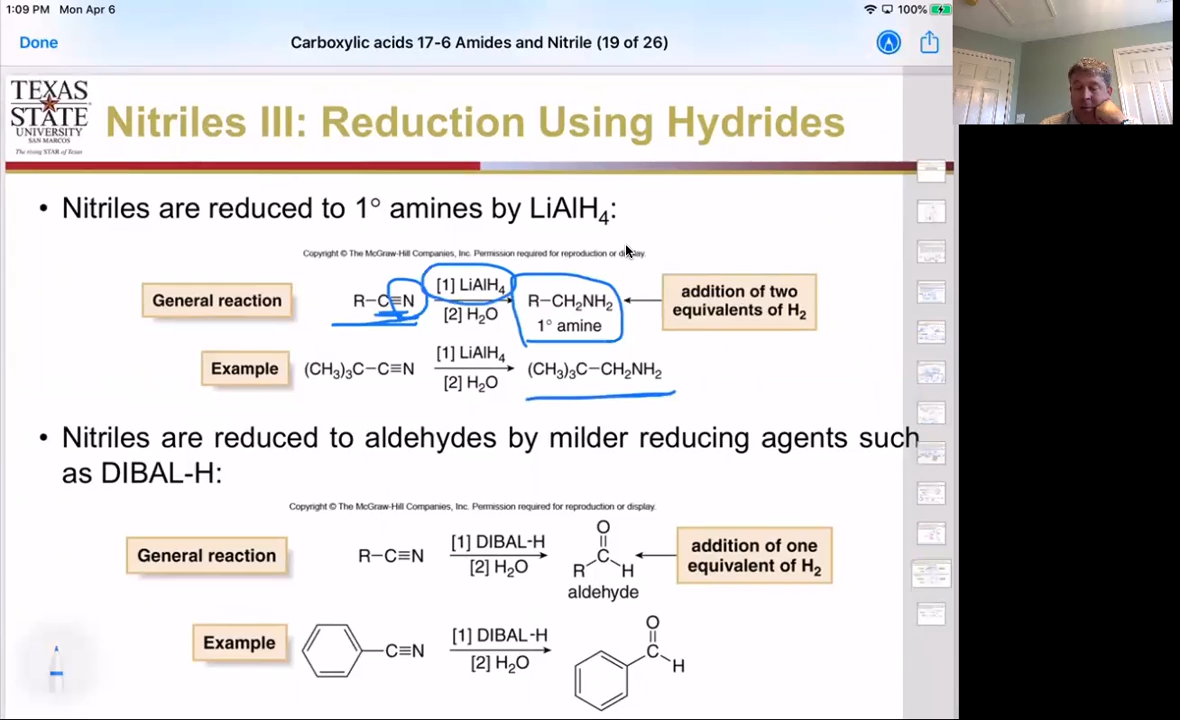 1:09 PM Mon Apr 6
100%
Done
Carboxylic acids 17-6 Amides and Nitrile (19 of 26)
TEXAS
STATE
UNIVERSITY
SAN MARCOS
The rising STAR of Texas
Nitriles III: Reduction Using Hydrides
• Nitriles are reduced to 1° amines by LiAlH₄:
Copyright © The McGraw-Hill Companies, Inc. Permission required for reproduction or display.
General reaction
R−C≡N
[1] LiAlH₄
[2] H₂O
R−CH₂NH₂
1° amine
addition of two
equivalents of H₂
Example
(CH₃)₃C−C≡N
[1] LiAlH₄
[2] H₂O
(CH₃)₃C−CH₂NH₂
• Nitriles are reduced to aldehydes by milder reducing agents such
as DIBAL-H:
Copyright © The McGraw-Hill Companies, Inc. Permission required for reproduction or display.
General reaction
R−C≡N
[1] DIBAL-H
[2] H₂O
O
C
R H
aldehyde
addition of one
equivalent of H₂
Example
C≡N
[1] DIBAL-H
[2] H₂O
O
C
H